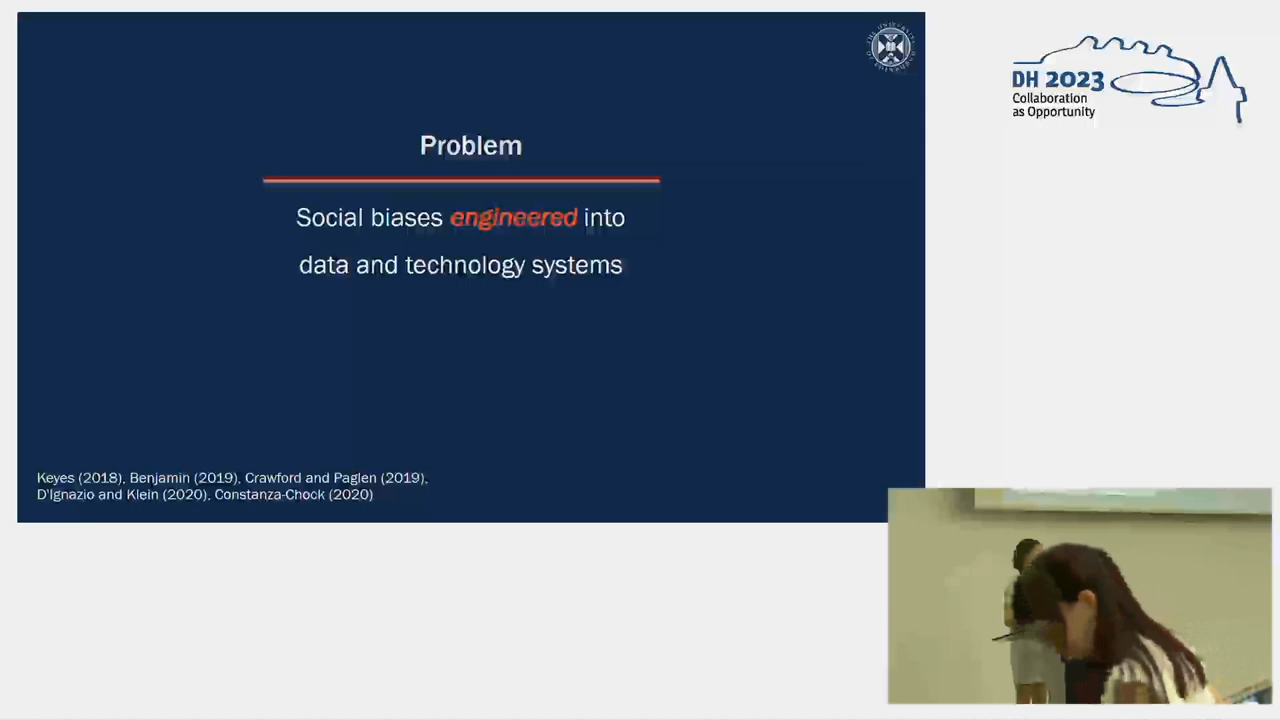 Problem
Social biases engineered into
data and technology systems
Keyes (2018), Benjamin (2019), Crawford and Paglen (2019),
D'Ignazio and Klein (2020), Constanza-Chock (2020)
DH 2023
Collaboration
as Opportunity